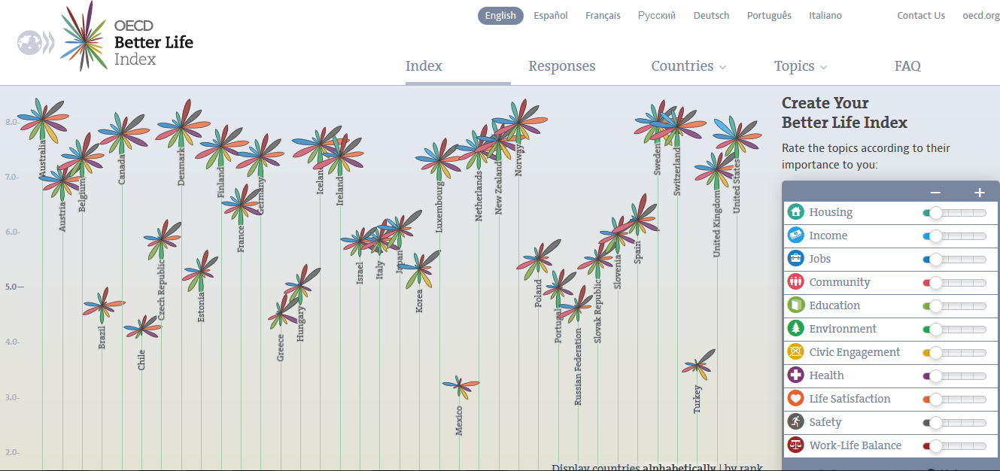 English Español Français Русский Deutsch Português Italiano Contact Us oecd.org
OECD
Better Life
Index
Index Responses Countries Topics FAQ
Create Your
Better Life Index
Rate the topics according to their
importance to you:
− +
Housing
Income
Jobs
Community
Education
Environment
Civic Engagement
Health
Life Satisfaction
Safety
Work-Life Balance
8.0-
7.0-
6.0-
5.0—
4.0-
3.0-
2.0-
Australia
Austria
Belgium
Brazil
Canada
Chile
Czech Republic
Denmark
Estonia
Finland
France
Germany
Greece
Hungary
Iceland
Ireland
Israel
Italy
Japan
Korea
Luxembourg
Mexico
Netherlands
New Zealand
Norway
Poland
Portugal
Russian Federation
Slovak Republic
Slovenia
Spain
Sweden
Switzerland
Turkey
United Kingdom
United States
Display countries alphabetically | by rank